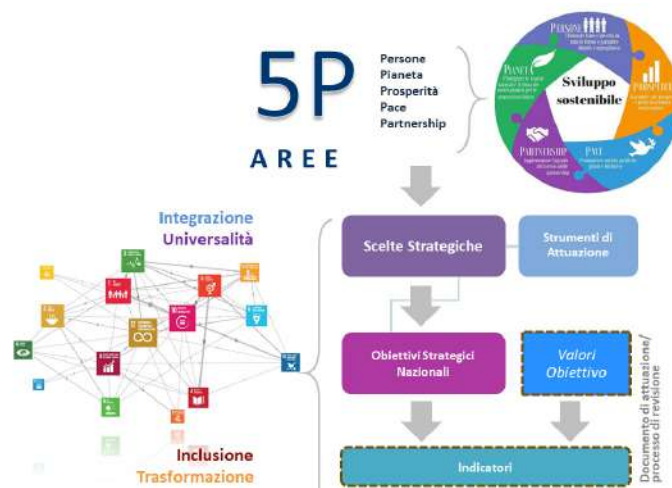 5P
AREE
Persone
Pianeta
Prosperità
Pace
Partnership
PERSONE
PIANETA
Sviluppo
sostenibile
PARTNERSHIP
PACE
Integrazione
Universalità
Scelte Strategiche
Strumenti di
Attuazione
Obiettivi Strategici
Nazionali
Valori
Obiettivo
Documento di attuazione/
processo di revisione
Inclusione
Trasformazione
Indicatori